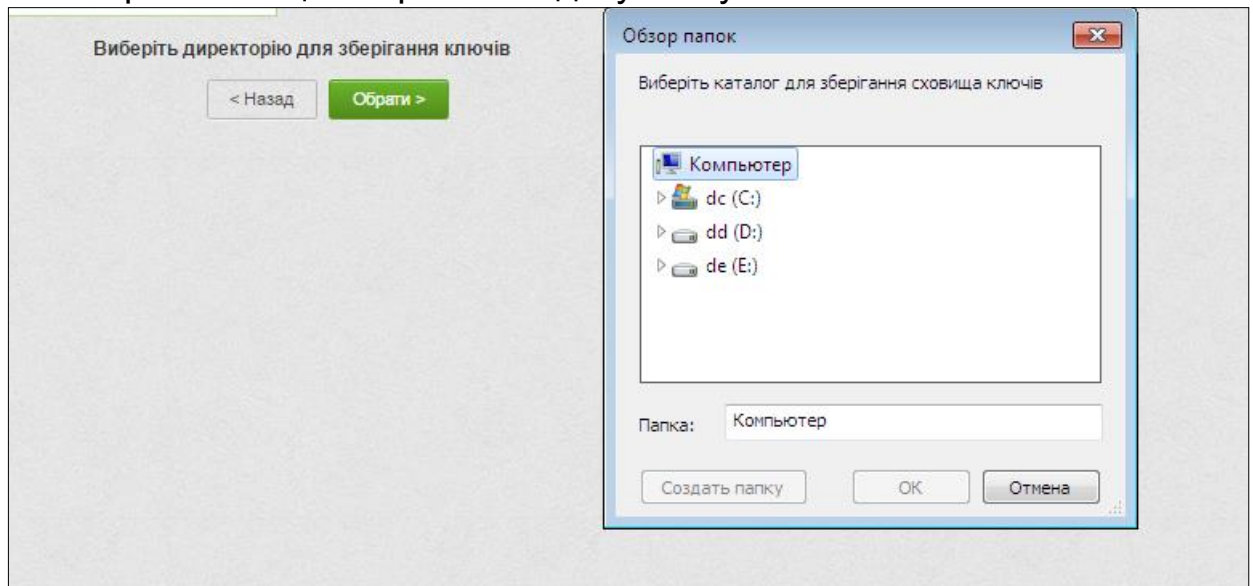 Виберіть директорію для зберігання ключів
< Назад
Обрати >
Обзор папок
Виберіть каталог для зберігання сховища ключів
Компьютер
dc (C:)
dd (D:)
de (E:)
Папка:
Компьютер
Создать папку
ОК
Отмена